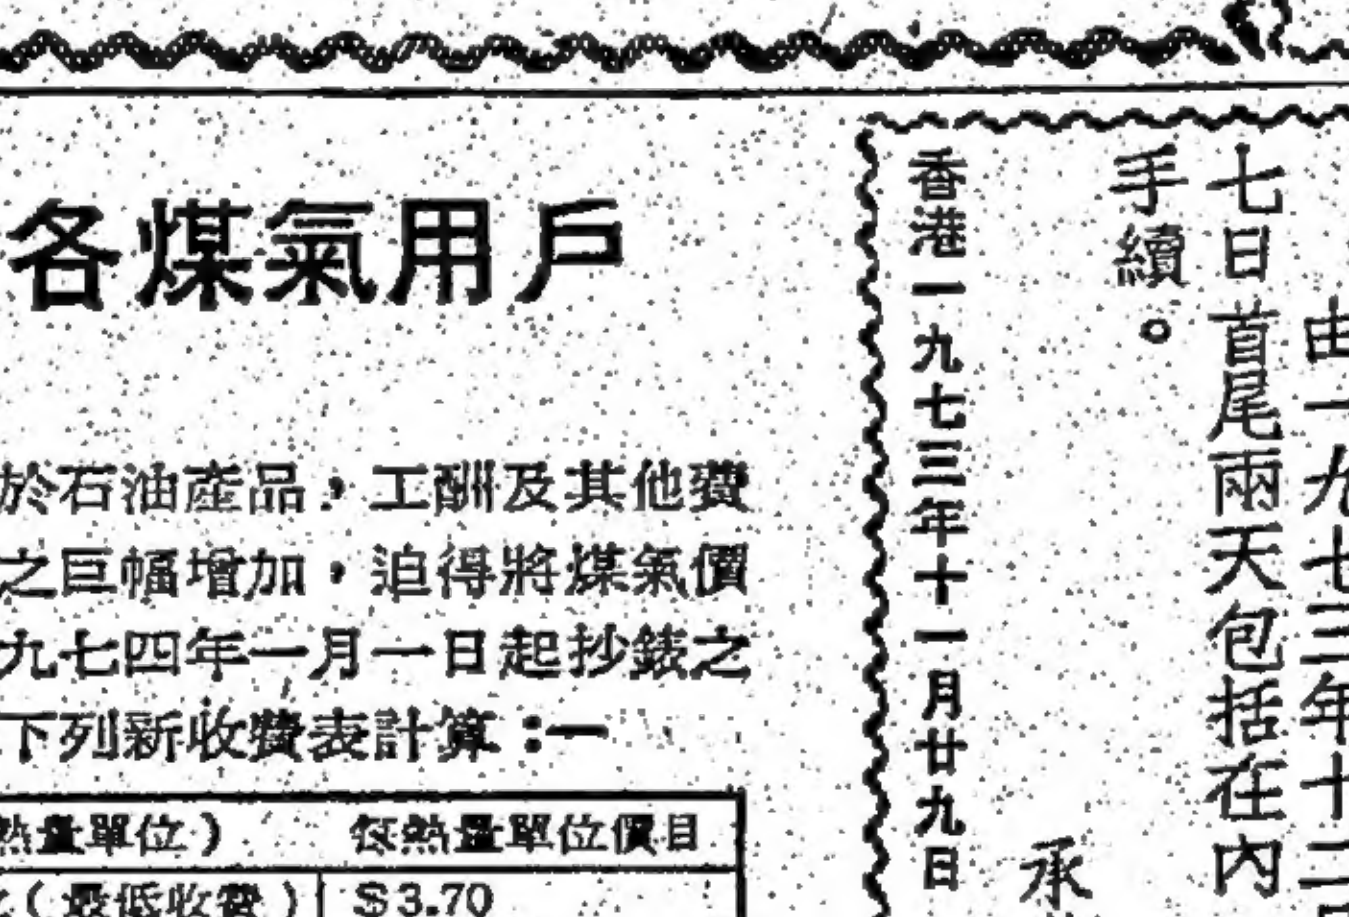 各煤氣用戶
於石油產品，工酬及其他費
之巨幅增加，迫得將煤氣價
九七四年一月一日起抄錶之
下列新收費表計算：一
熱量單位） 每熱量單位價目
（最低收費） $3.70
由一九七三年十二
七日首尾兩天包括在內
手續。
承
香港一九七三年十一月廿九日